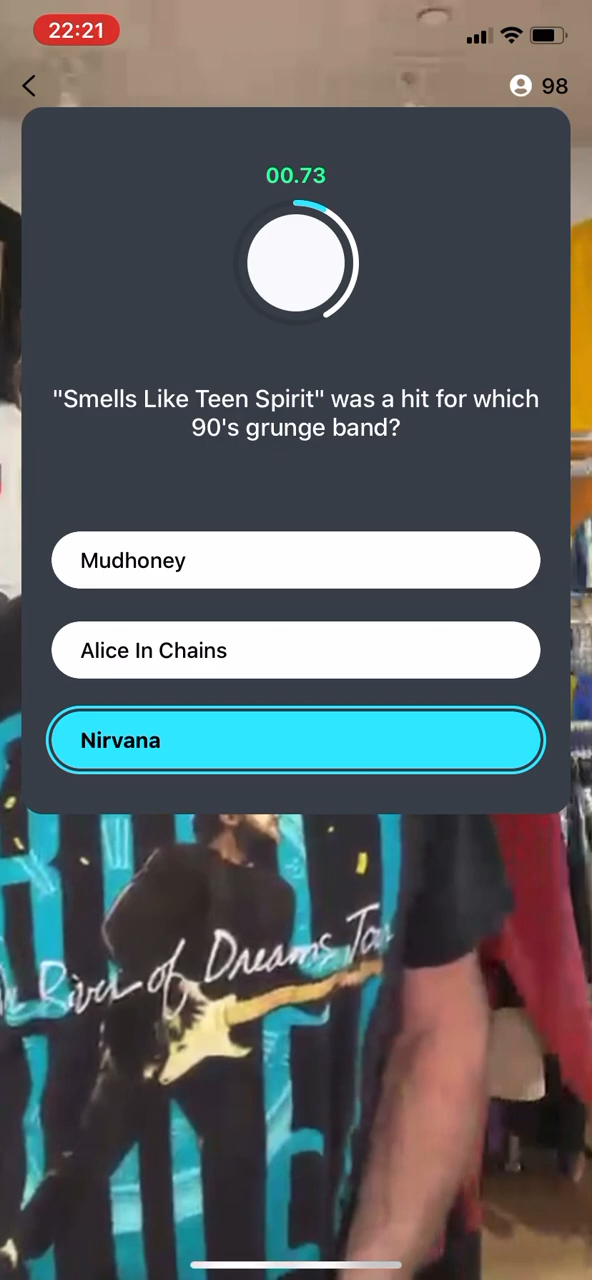 22:21
98
00.73
"Smells Like Teen Spirit" was a hit for which
90's grunge band?
Mudhoney
Alice In Chains
Nirvana
River of Dreams Tour